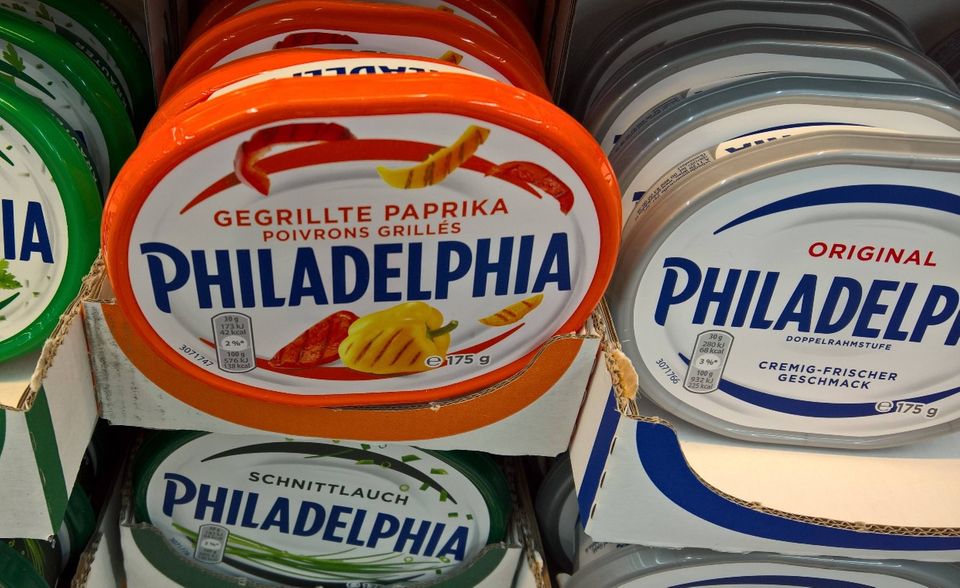 IA
GEGRILLTE PAPRIKA
POIVRONS GRILLÉS
PHILADELPHIA
30 g
173 kJ
42 kcal
2 %*
100 g
576 kJ
138 kcal
3071747
e 175 g
ORIGINAL
PHILADELP
DOPPELRAHMSTUFE
CREMIG-FRISCHER
GESCHMACK
30 g
280 kJ
68 kcal
3 %*
100 g
932 kJ
225 kcal
3071766
e 175 g
SCHNITTLAUCH
PHILADELPHIA